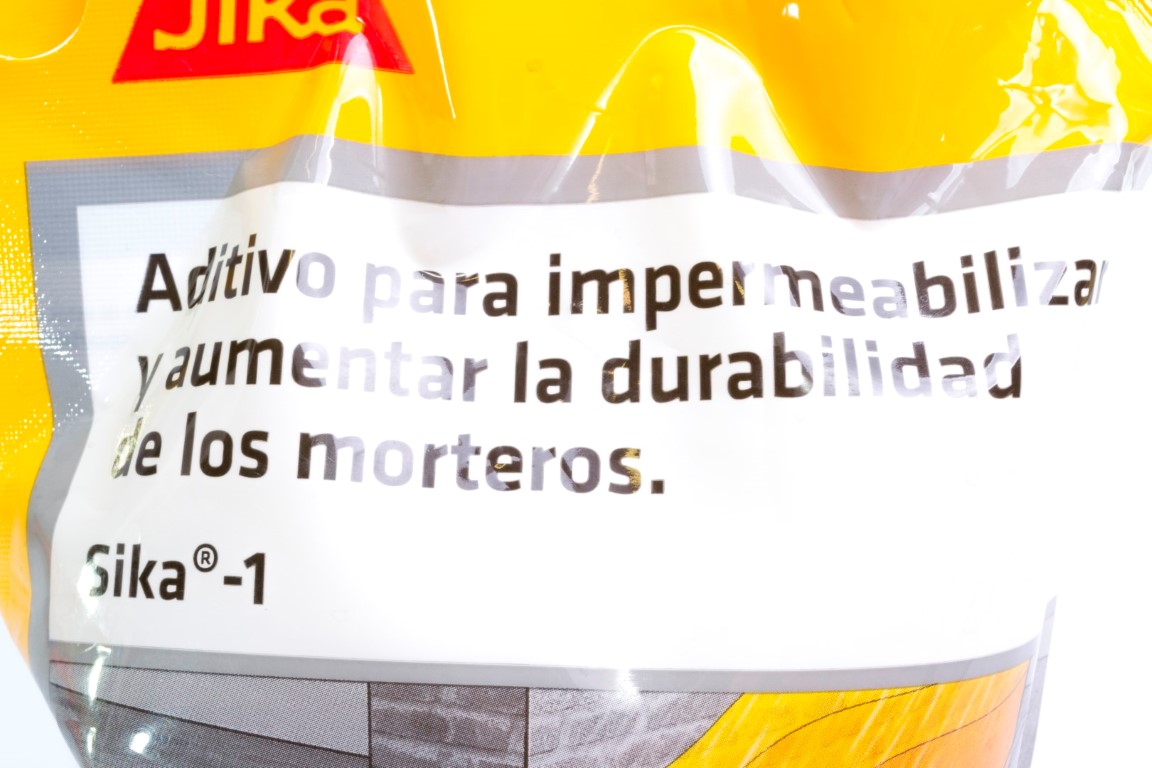 Sika
Aditivo para impermeabilizar
y aumentar la durabilidad
de los morteros.
Sika®-1